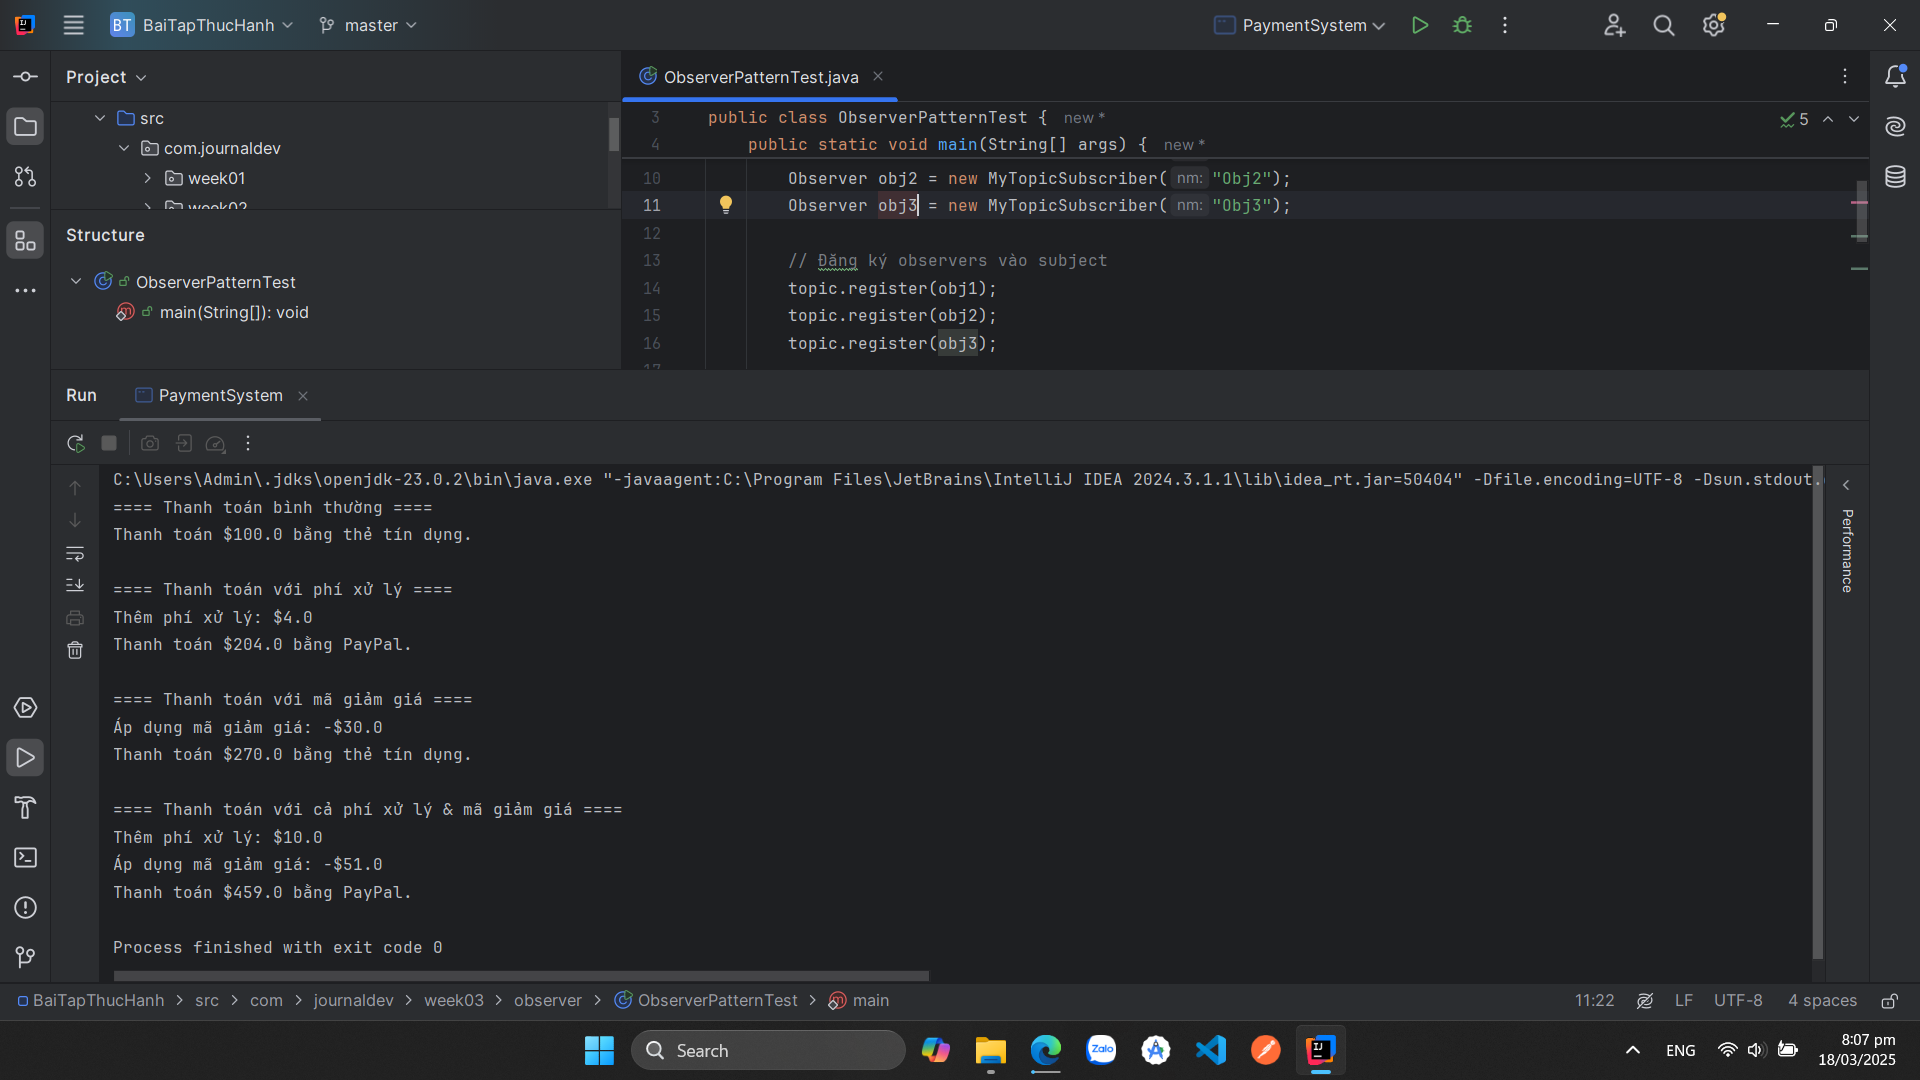 BT BaiTapThucHanh master PaymentSystem
Project
src
com.journaldev
week01
week02
Structure
ObserverPatternTest
main(String[]): void
ObserverPatternTest.java
3 public class ObserverPatternTest { new *
4 public static void main(String[] args) { new *
5
10 Observer obj2 = new MyTopicSubscriber( nm: "Obj2");
11 Observer obj3 = new MyTopicSubscriber( nm: "Obj3");
12
13 // Đăng ký observers vào subject
14 topic.register(obj1);
15 topic.register(obj2);
16 topic.register(obj3);
17
Run PaymentSystem
C:\Users\Admin\.jdks\openjdk-23.0.2\bin\java.exe "-javaagent:C:\Program Files\JetBrains\IntelliJ IDEA 2024.3.1.1\lib\idea_rt.jar=50404" -Dfile.encoding=UTF-8 -Dsun.stdout.
==== Thanh toán bình thường ====
Thanh toán $100.0 bằng thẻ tín dụng.
==== Thanh toán với phí xử lý ====
Thêm phí xử lý: $4.0
Thanh toán $204.0 bằng PayPal.
==== Thanh toán với mã giảm giá ====
Áp dụng mã giảm giá: -$30.0
Thanh toán $270.0 bằng thẻ tín dụng.
==== Thanh toán với cả phí xử lý & mã giảm giá ====
Thêm phí xử lý: $10.0
Áp dụng mã giảm giá: -$51.0
Thanh toán $459.0 bằng PayPal.
Process finished with exit code 0
Performance
BaiTapThucHanh > src > com > journaldev > week03 > observer > ObserverPatternTest > main
11:22 LF UTF-8 4 spaces
Search
Zalo
ENG
8:07 pm
18/03/2025